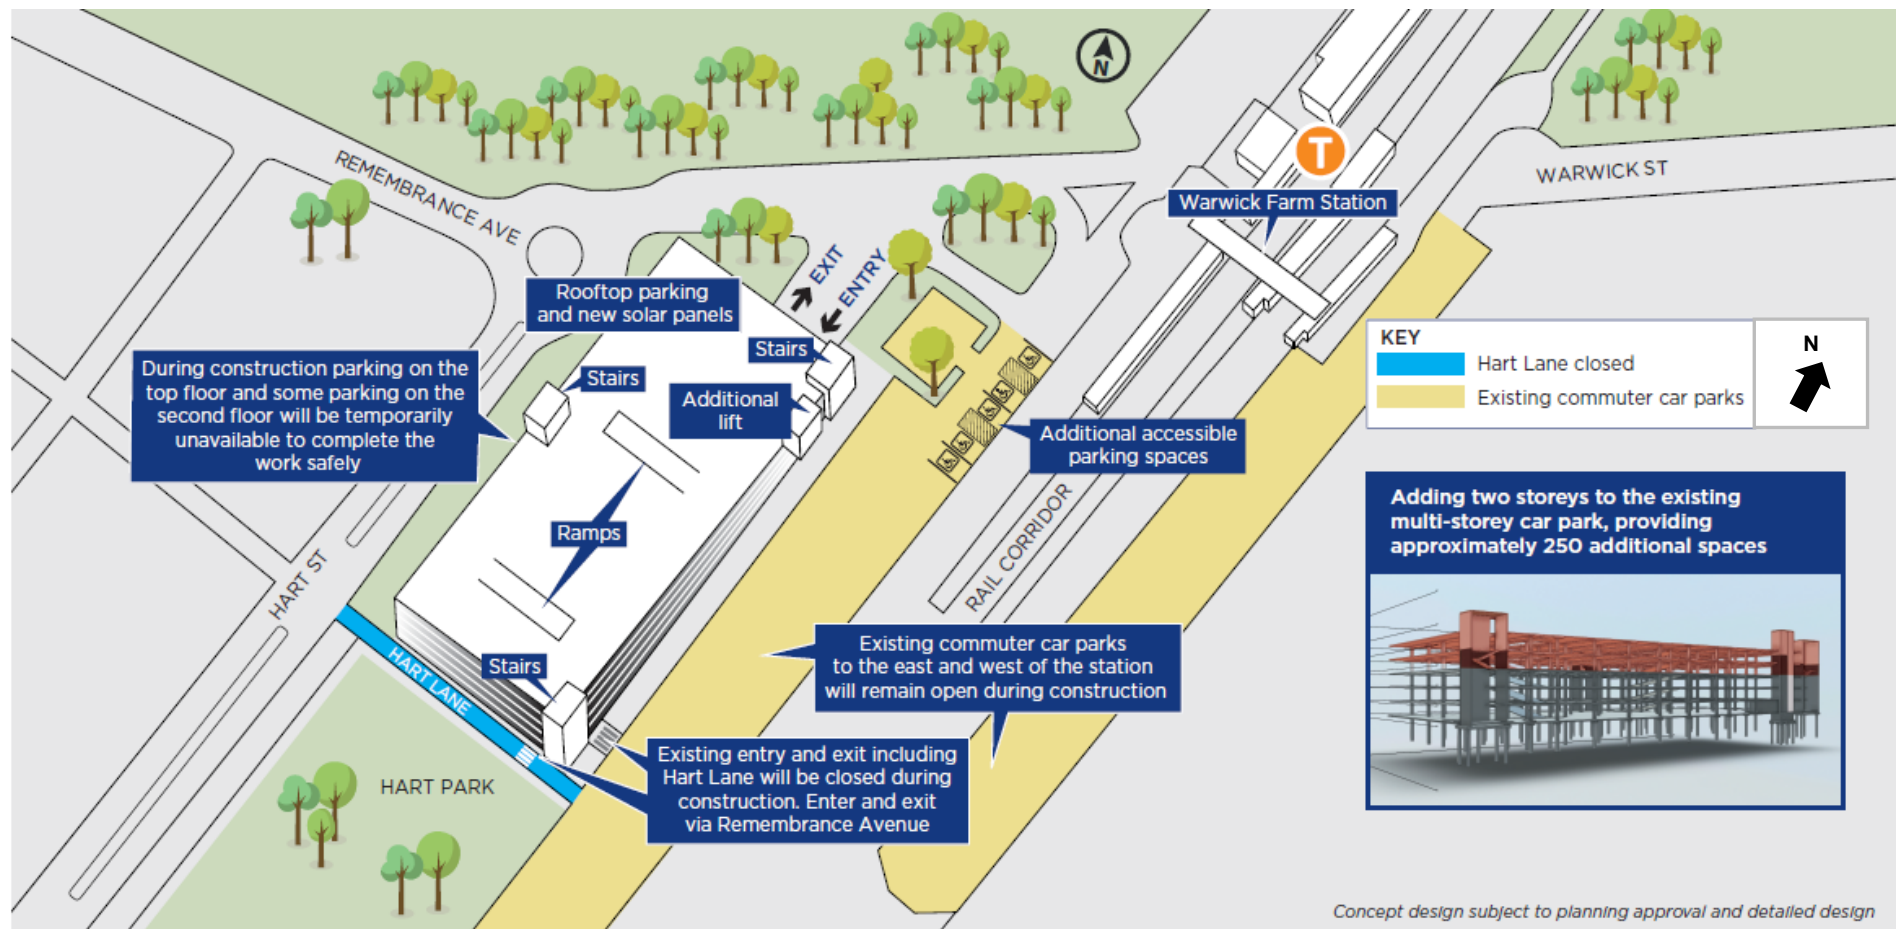 N
REMEMBRANCE AVE
T
WARWICK ST
Warwick Farm Station
EXIT
ENTRY
Rooftop parking
and new solar panels
Stairs
Stairs
During construction parking on the
top floor and some parking on the
second floor will be temporarily
unavailable to complete the
work safely
Additional
lift
KEY
Hart Lane closed
Existing commuter car parks
N
Additional accessible
parking spaces
Adding two storeys to the existing
multi-storey car park, providing
approximately 250 additional spaces
Ramps
RAIL CORRIDOR
HART ST
HART LANE
Stairs
Existing commuter car parks
to the east and west of the station
will remain open during construction
Existing entry and exit including
Hart Lane will be closed during
construction. Enter and exit
via Remembrance Avenue
HART PARK
Concept design subject to planning approval and detailed design